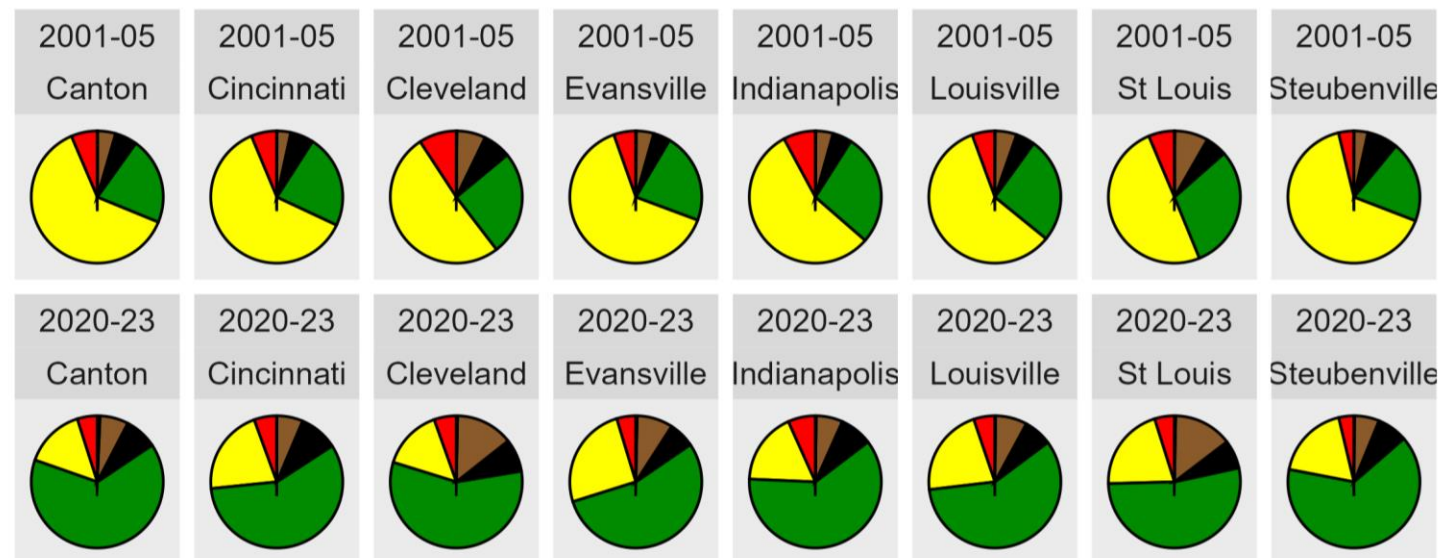 2001-05 2001-05 2001-05 2001-05 2001-05 2001-05 2001-05 2001-05
Canton Cincinnati Cleveland Evansville Indianapolis Louisville St Louis Steubenville
2020-23 2020-23 2020-23 2020-23 2020-23 2020-23 2020-23 2020-23
Canton Cincinnati Cleveland Evansville Indianapolis Louisville St Louis Steubenville